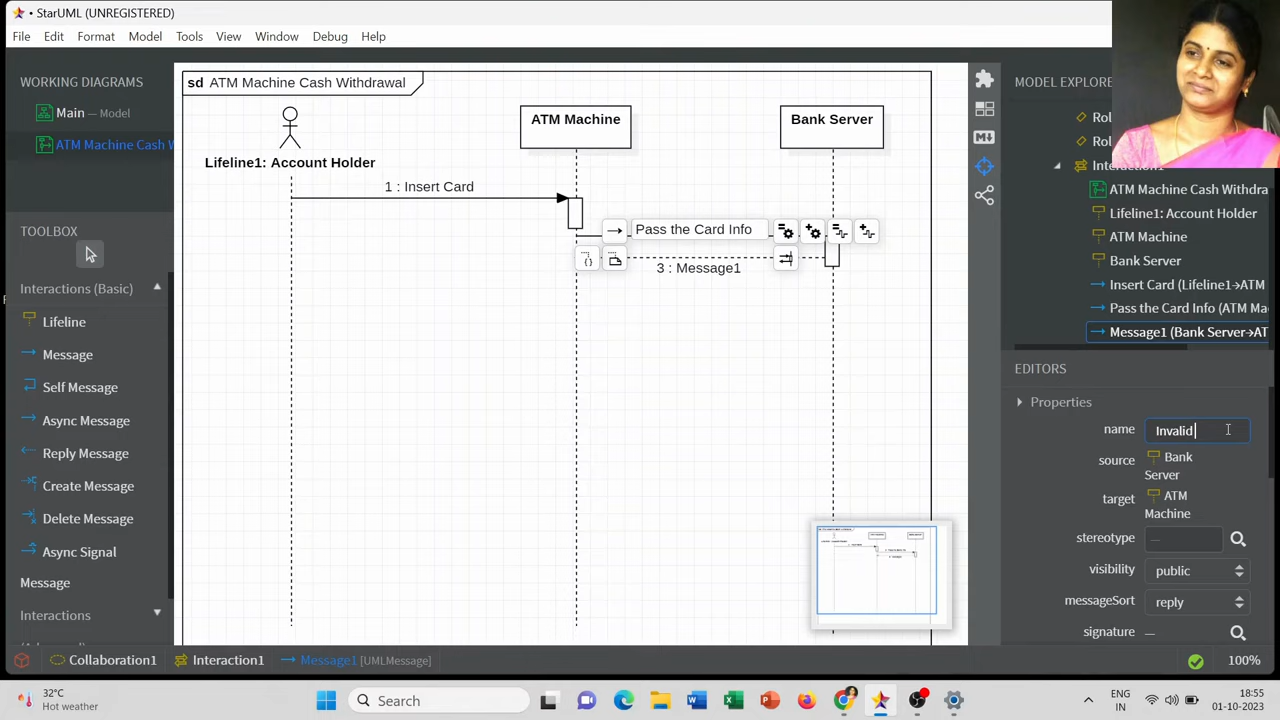 • StarUML (UNREGISTERED)
File Edit Format Model Tools View Window Debug Help
WORKING DIAGRAMS
Main — Model
ATM Machine Cash W
TOOLBOX
Interactions (Basic)
Lifeline
Message
Self Message
Async Message
Reply Message
Create Message
Delete Message
Async Signal
Message
Interactions
sd ATM Machine Cash Withdrawal
Lifeline1: Account Holder
ATM Machine
Bank Server
1 : Insert Card
Pass the Card Info
3 : Message1
MODEL EXPLORE
Rol
Rol
Interaction1
ATM Machine Cash Withdra
Lifeline1: Account Holder
ATM Machine
Bank Server
Insert Card (Lifeline1→ATM
Pass the Card Info (ATM Ma
Message1 (Bank Server→AT
EDITORS
Properties
name Invalid
source Bank
Server
target ATM
Machine
stereotype —
visibility public
messageSort reply
signature —
Collaboration1 Interaction1 Message1 [UMLMessage]
100%
32°C
Hot weather
Search
ENG
IN
18:55
01-10-2023